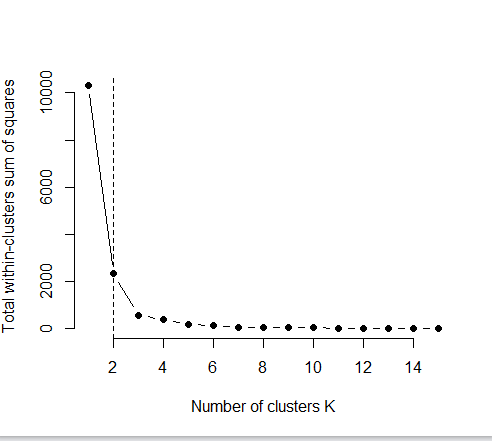 Total within-clusters sum of squares
10000
6000
2000
0
2 4 6 8 10 12 14
Number of clusters K